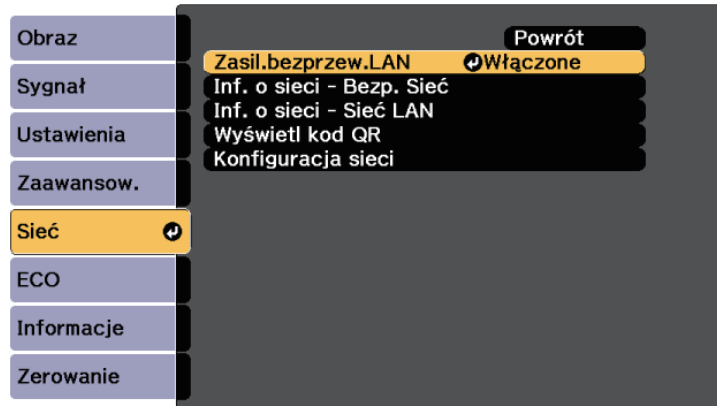 Obraz
Sygnał
Ustawienia
Zaawansow.
Sieć
ECO
Informacje
Zerowanie
Powrót
Zasil.bezprzew.LAN Włączone
Inf. o sieci - Bezp. Sieć
Inf. o sieci - Sieć LAN
Wyświetl kod QR
Konfiguracja sieci